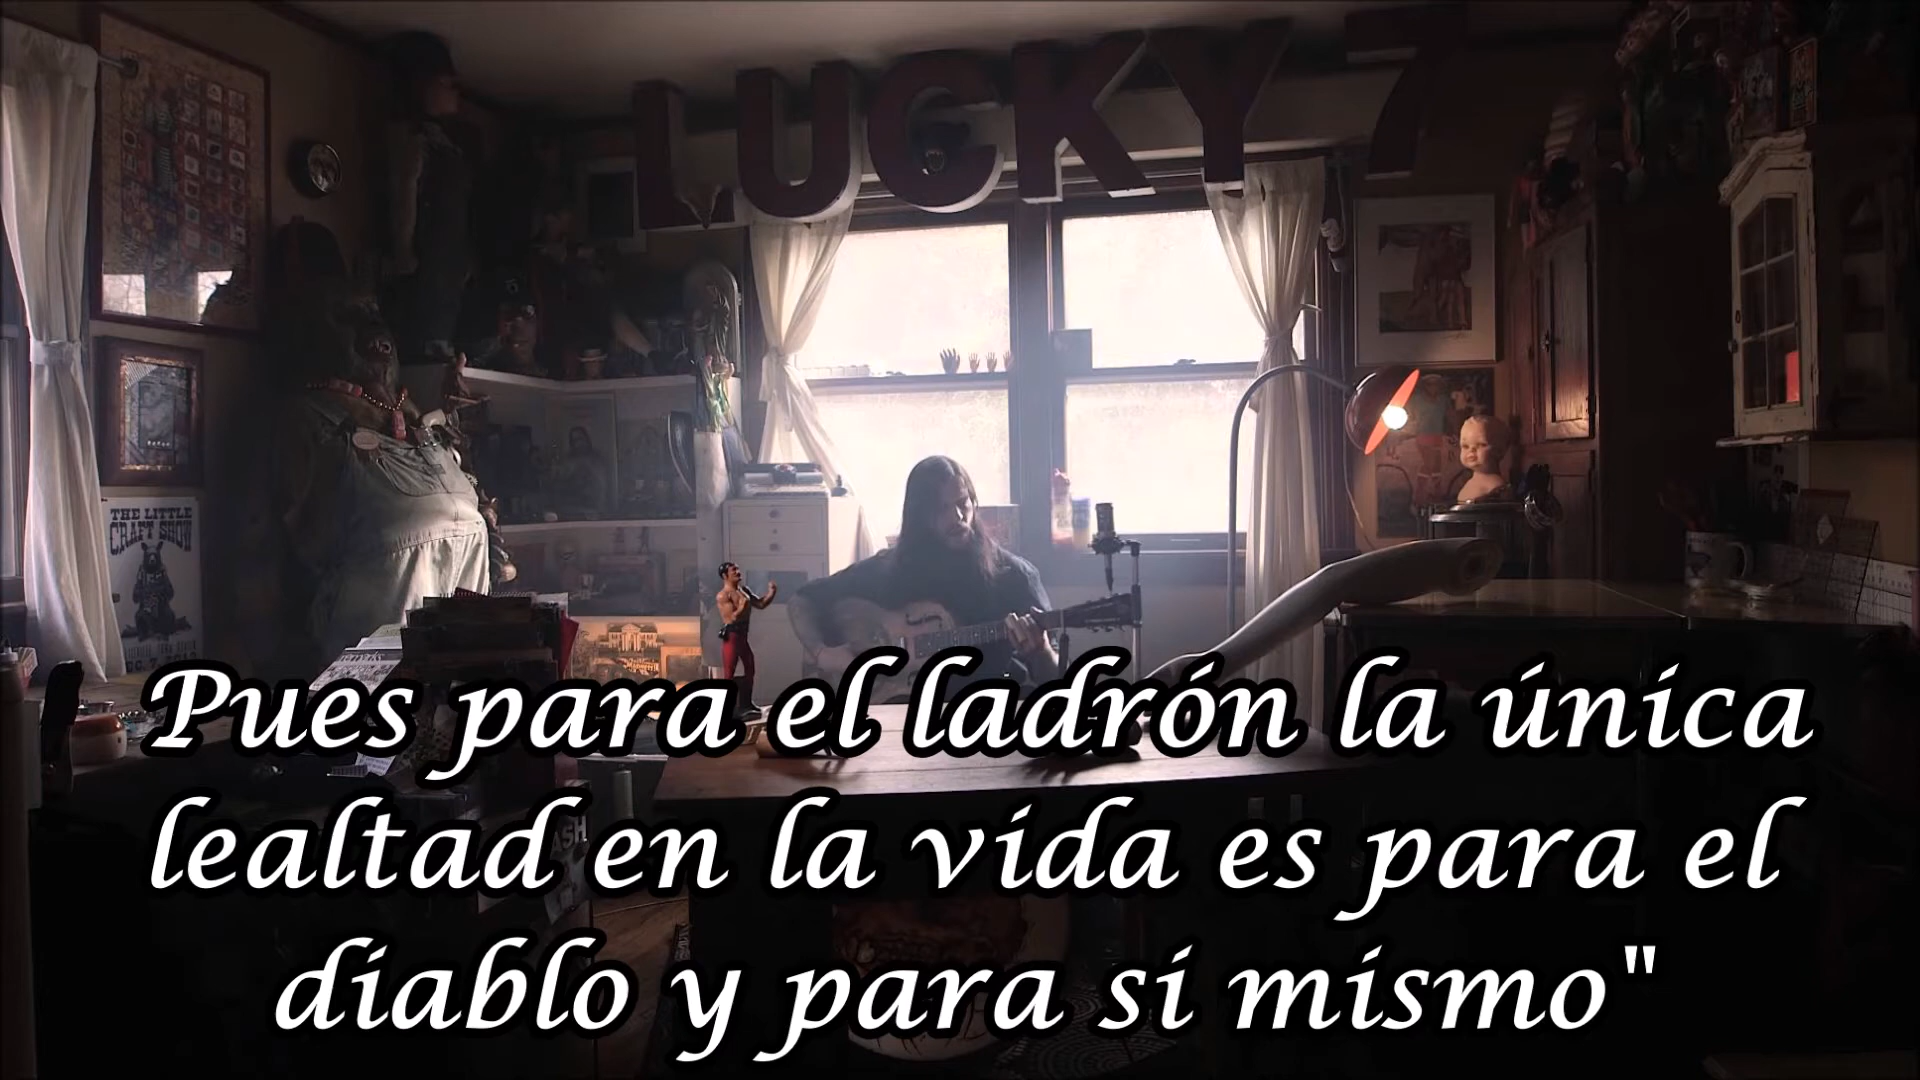 LUCKY 7
THE LITTLE
CRAFT SHOW
Pues para el ladrón la única
lealtad en la vida es para el
diablo y para si mismo"